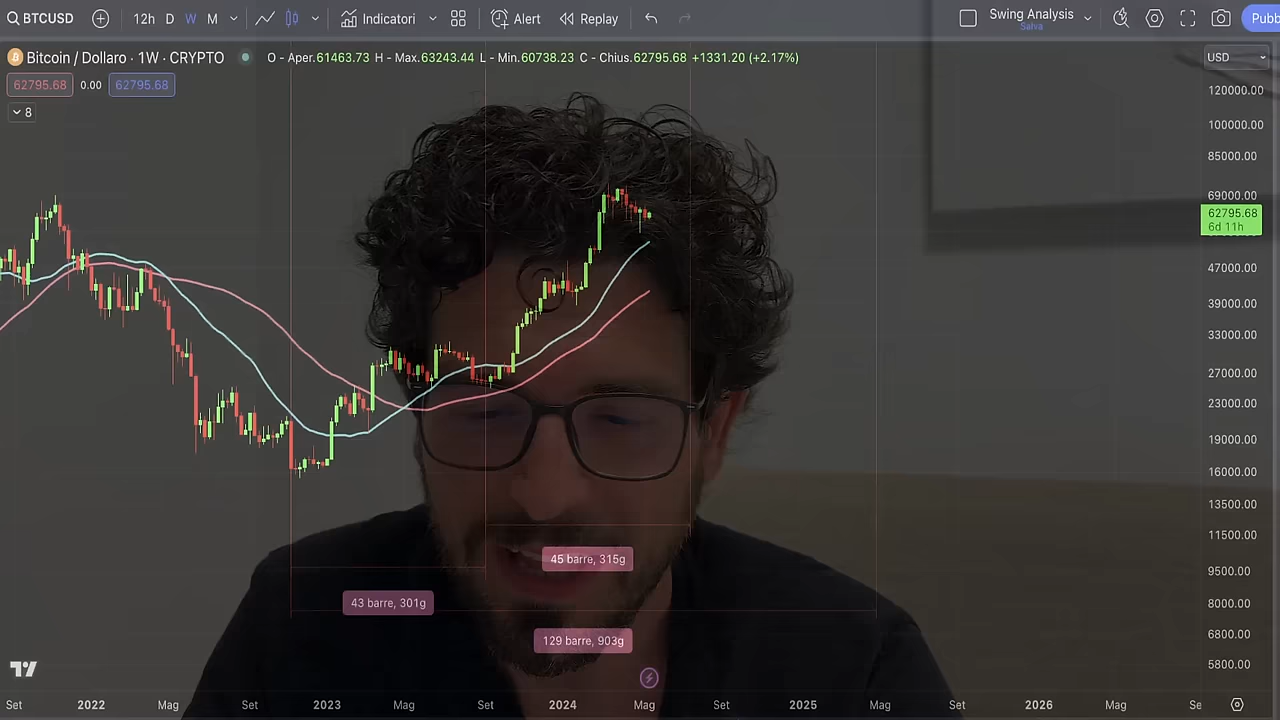 BTCUSD 12h D W M Indicatori Alert Replay Swing Analysis
Salva
Bitcoin / Dollaro · 1W · CRYPTO O - Aper.61463.73 H - Max.63243.44 L - Min.60738.23 C - Chius.62795.68 +1331.20 (+2.17%) USD
62795.68 0.00 62795.68
8
120000.00
100000.00
85000.00
69000.00
62795.68
6d 11h
47000.00
39000.00
33000.00
27000.00
23000.00
19000.00
16000.00
13500.00
11500.00
9500.00
8000.00
6800.00
5800.00
45 barre, 315g
43 barre, 301g
129 barre, 903g
Set 2022 Mag Set 2023 Mag Set 2024 Mag Set 2025 Mag Set 2026 Mag Se